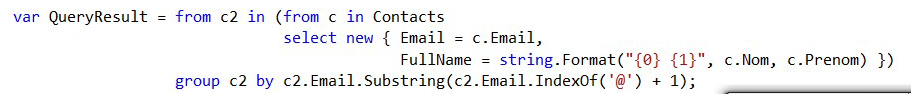 var QueryResult = from c2 in (from c in Contacts
select new { Email = c.Email,
FullName = string.Format("{0} {1}", c.Nom, c.Prenom) })
group c2 by c2.Email.Substring(c2.Email.IndexOf('@') + 1);